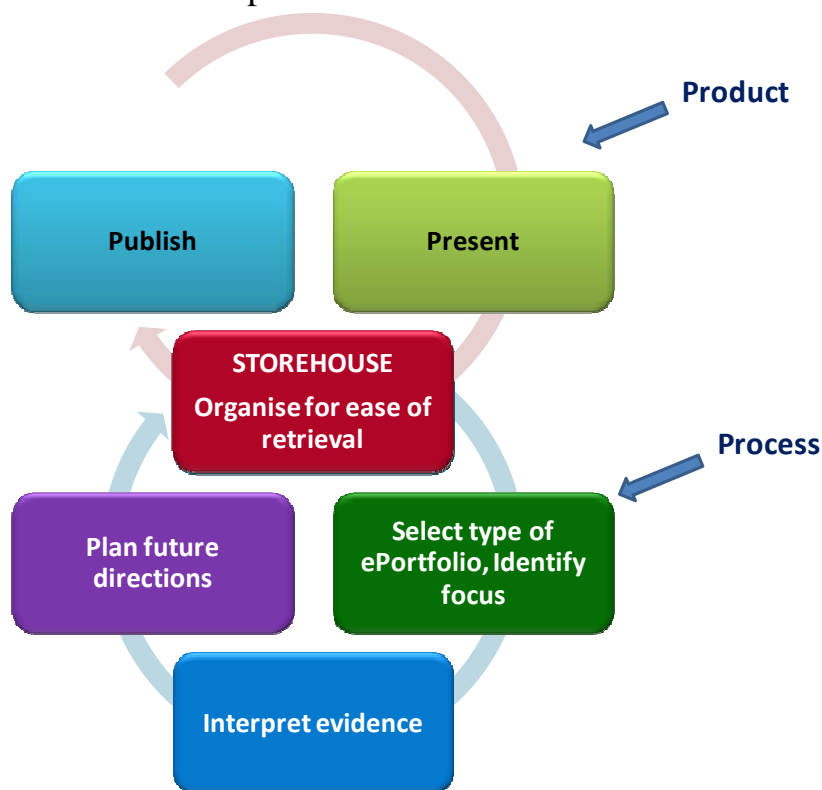 Product
Publish
Present
STOREHOUSE
Organise for ease of
retrieval
Process
Plan future
directions
Select type of
ePortfolio, Identify
focus
Interpret evidence